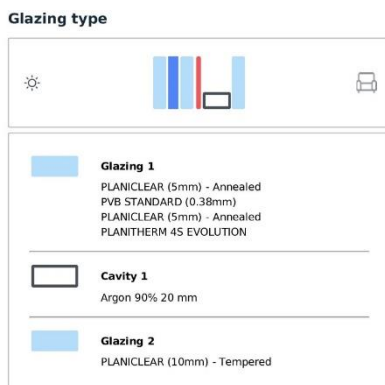 Glazing type
Glazing 1
PLANICLEAR (5mm) - Annealed
PVB STANDARD (0.38mm)
PLANICLEAR (5mm) - Annealed
PLANITHERM 4S EVOLUTION
Cavity 1
Argon 90% 20 mm
Glazing 2
PLANICLEAR (10mm) - Tempered